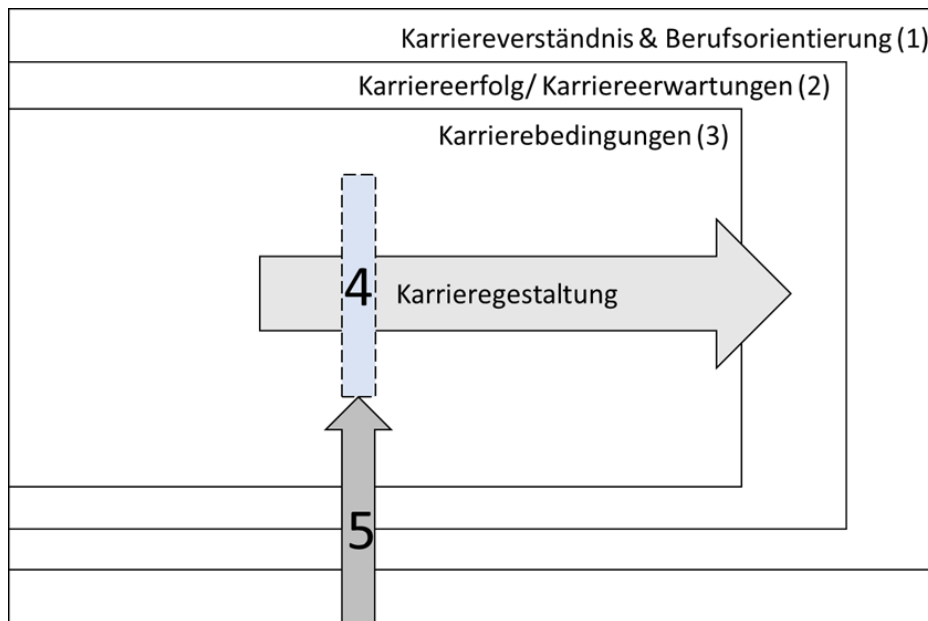 Karriereverständnis & Berufsorientierung (1)
Karriereerfolg/ Karriereerwartungen (2)
Karrierebedingungen (3)
4 Karrieregestaltung
5